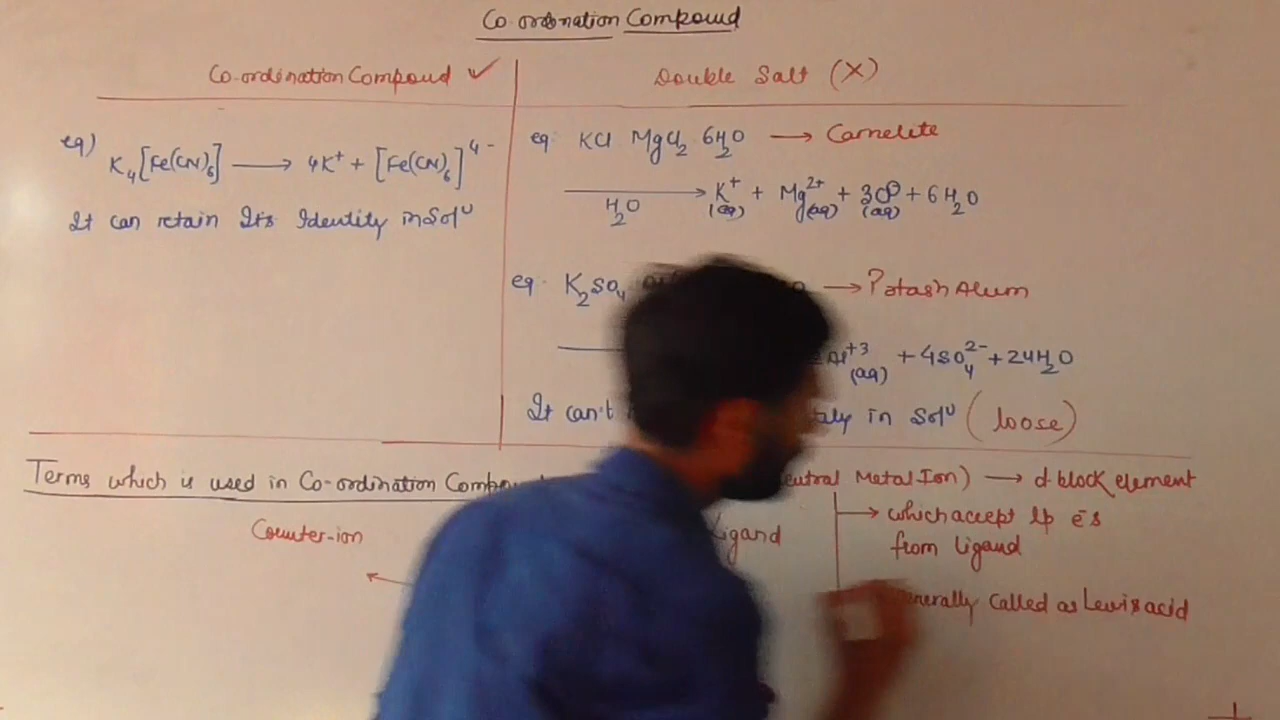 Co-ordination Compound
Co-ordination Compound ✓
Double Salt (X)
eg) K₄[Fe(CN)₆] ⟶ 4K⁺ + [Fe(CN)₆]⁴⁻
It can retain Its Identity in Solⁿ
eg. KCl MgCl₂ 6H₂O ⟶ Carnelite
⟶ H₂O K⁺ (aq) + Mg²⁺ (aq) + 3Cl⊖ (aq) + 6H₂O
eg. K₂SO₄ ⟶ Potash Alum
Al⁺³ (aq) + 4SO₄²⁻ + 24H₂O
It can't in Solⁿ (loose)
Terms which is used in Co-ordination Metal Ion) ⟶ d-block element
Counter-ion
Ligand
→ which accept lp e⁻s
from ligand
called as Lewis acid